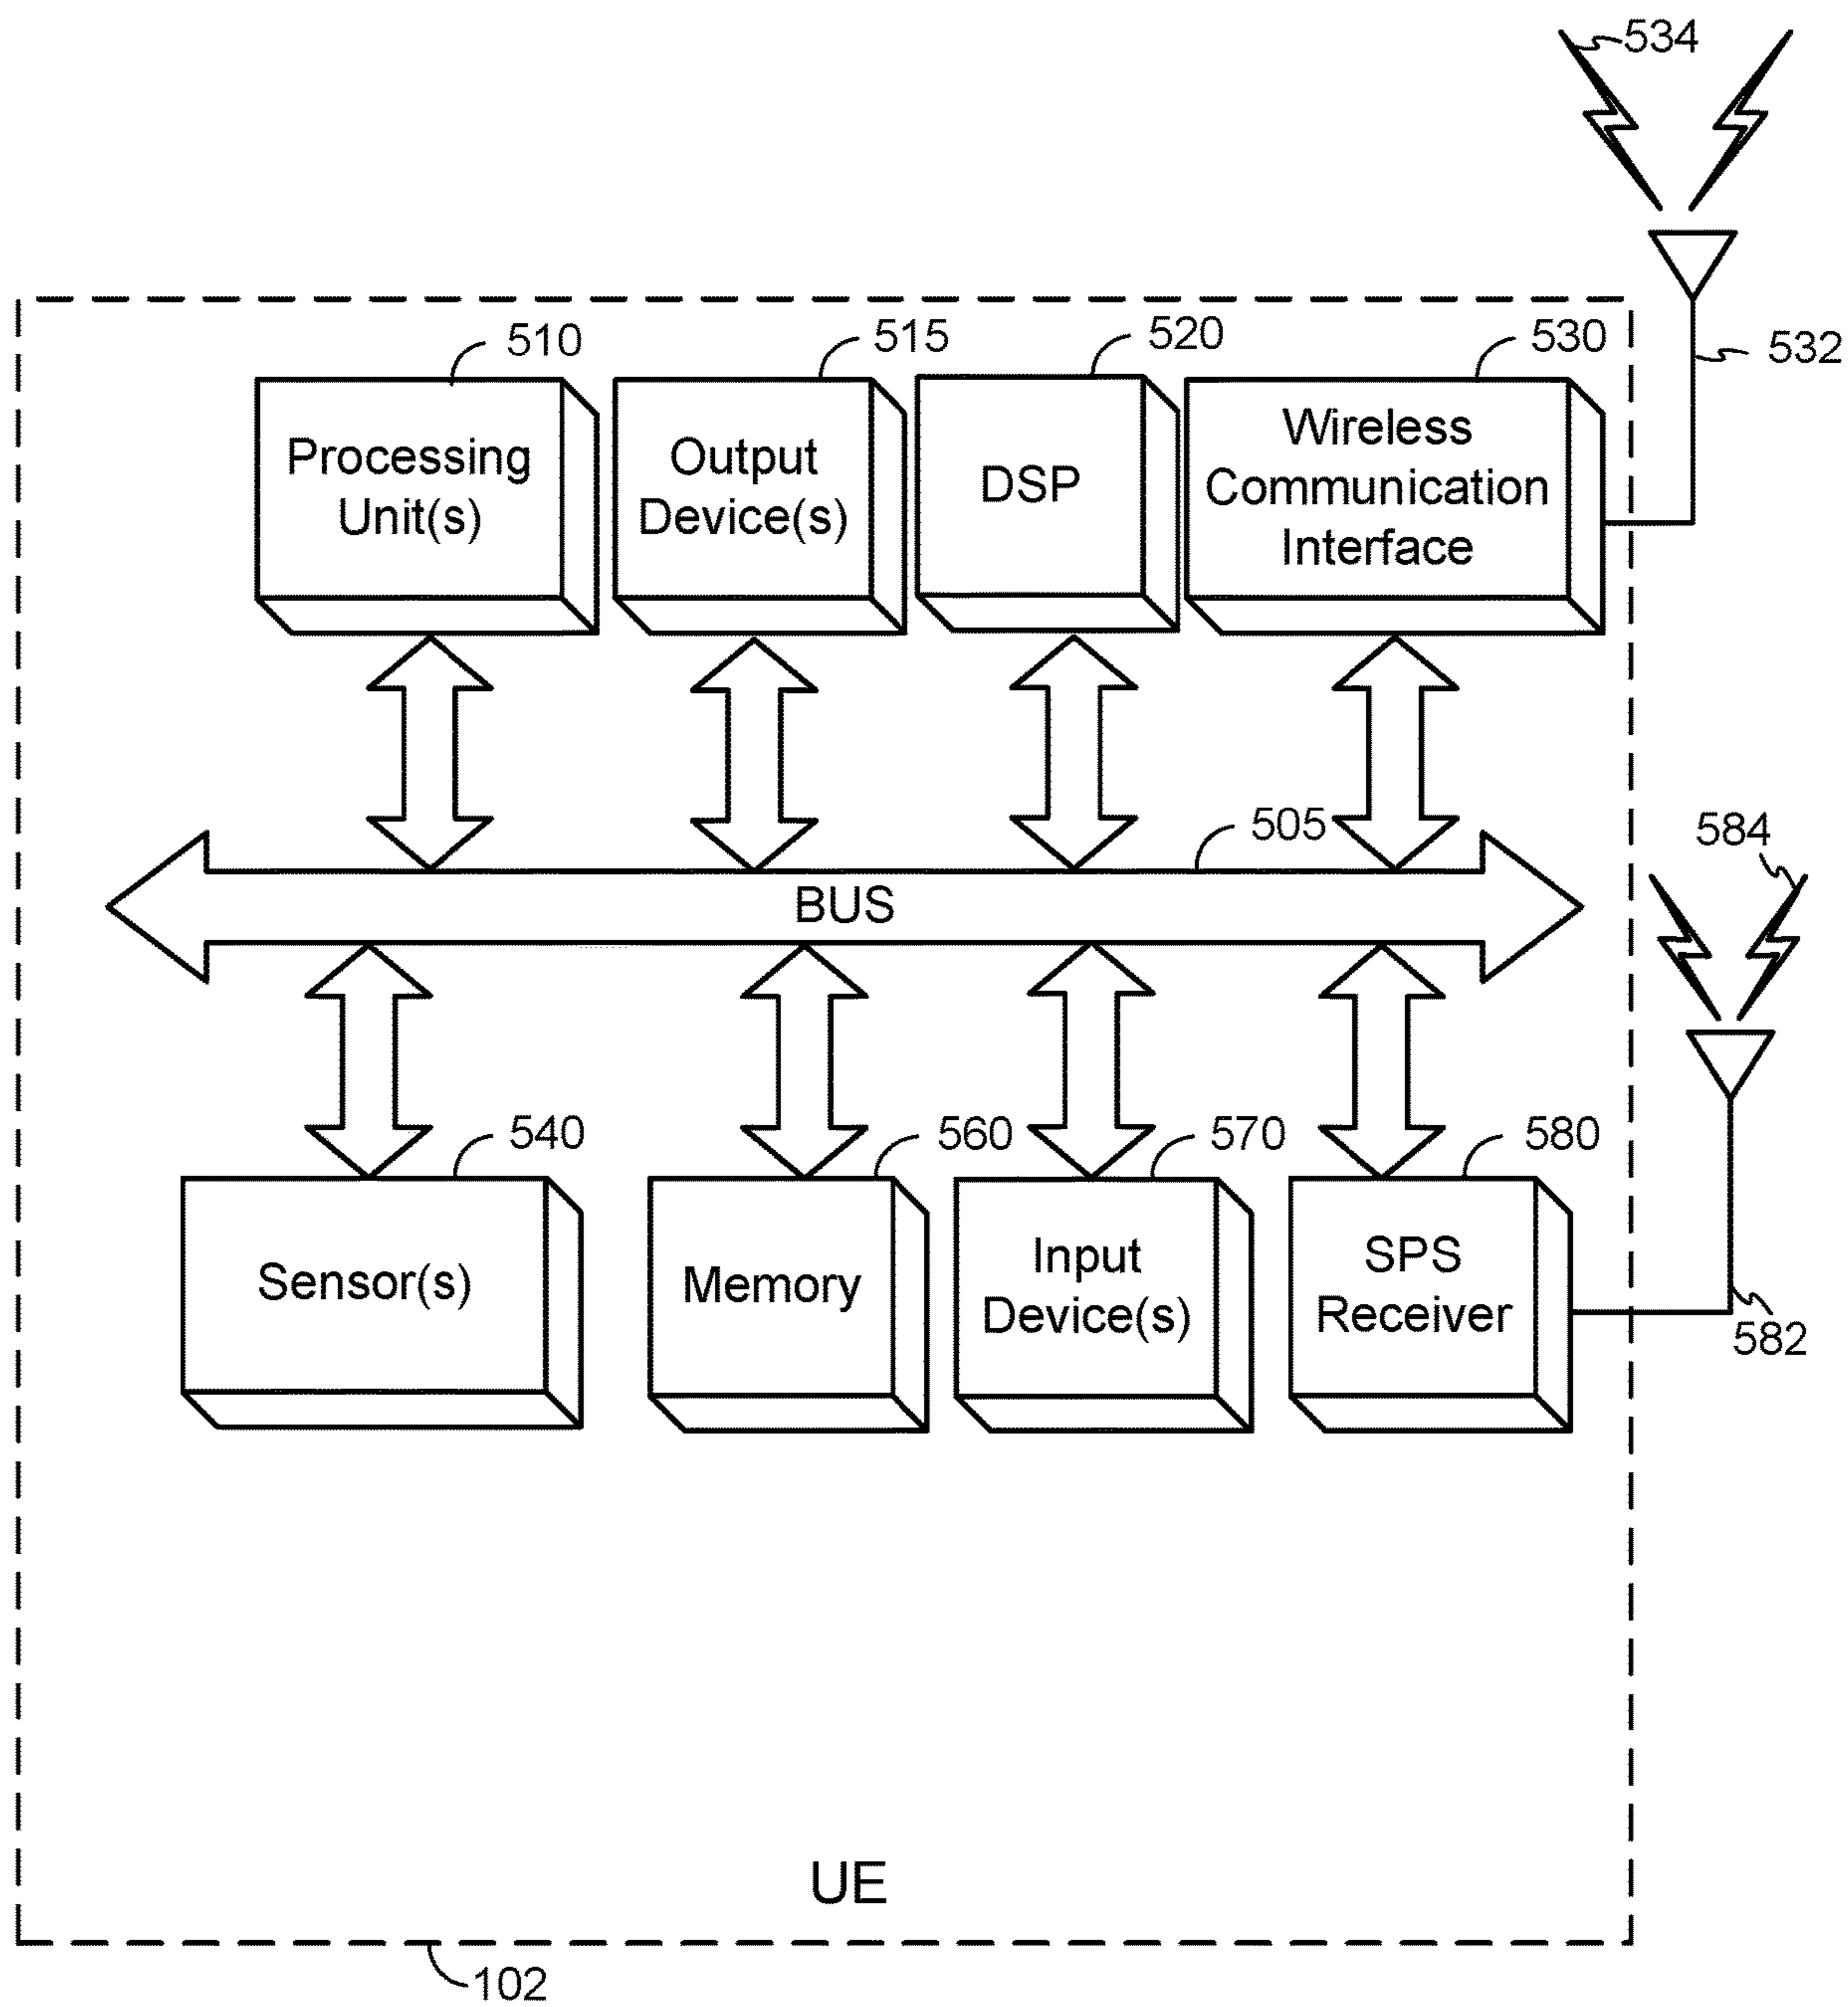 534
532
510
515
520
530
Processing
Unit(s)
Output
Device(s)
DSP
Wireless
Communication
Interface
505
BUS
584
540
560
570
580
Sensor(s)
Memory
Input
Device(s)
SPS
Receiver
582
UE
102